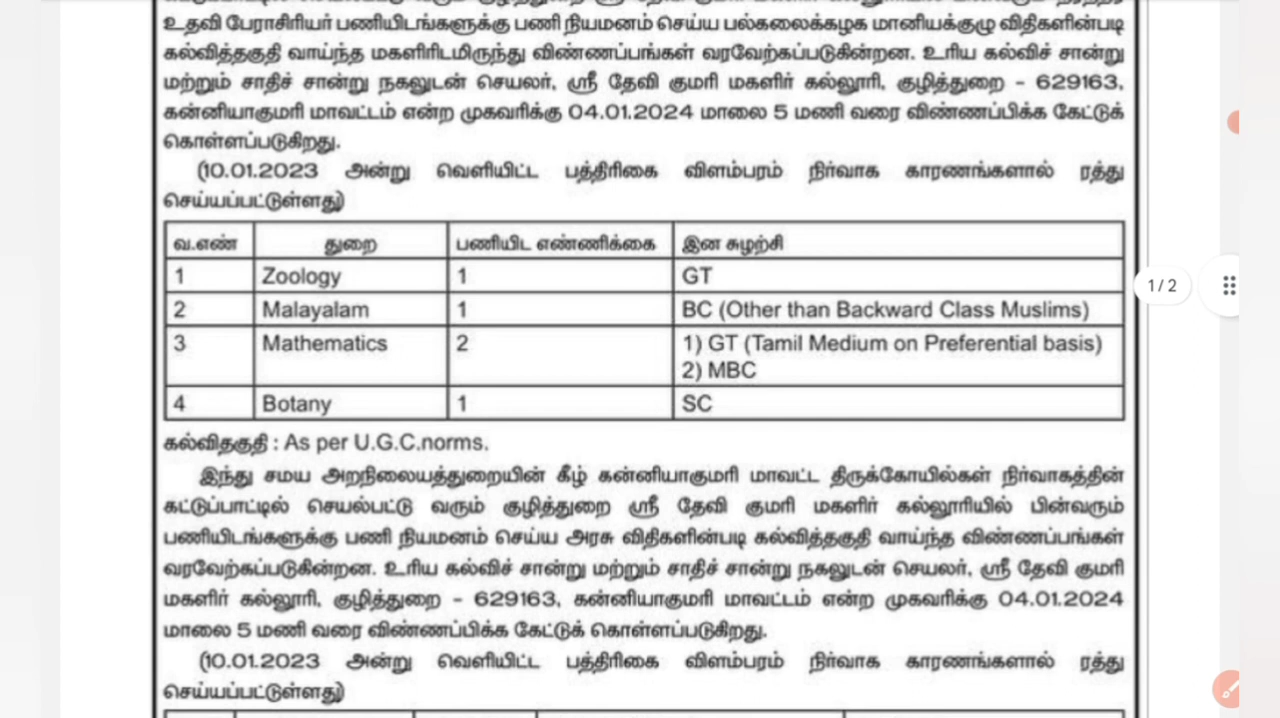 உதவி பேராசிரியர் பணியிடங்களுக்கு பணி நியமனம் செய்ய பல்கலைக்கழக மானியக்குழு விதிகளின்படி
கல்வித்தகுதி வாய்ந்த மகளிரிடமிருந்து விண்ணப்பங்கள் வரவேற்கப்படுகின்றன. உரிய கல்விச் சான்று
மற்றும் சாதிச் சான்று நகலுடன் செயலர், ஸ்ரீ தேவி குமரி மகளிர் கல்லூரி, குழித்துறை - 629163,
கன்னியாகுமரி மாவட்டம் என்ற முகவரிக்கு 04.01.2024 மாலை 5 மணி வரை விண்ணப்பிக்க கேட்டுக்
கொள்ளப்படுகிறது.
(10.01.2023 அன்று வெளியிட்ட பத்திரிகை விளம்பரம் நிர்வாக காரணங்களால் ரத்து
செய்யப்பட்டுள்ளது)
வ.எண் துறை பணியிட எண்ணிக்கை இன சுழற்சி
1 Zoology 1 GT
2 Malayalam 1 BC (Other than Backward Class Muslims)
3 Mathematics 2 1) GT (Tamil Medium on Preferential basis)
2) MBC
4 Botany 1 SC
கல்விதகுதி : As per U.G.C.norms.
இந்து சமய அறநிலையத்துறையின் கீழ் கன்னியாகுமரி மாவட்ட திருக்கோயில்கள் நிர்வாகத்தின்
கட்டுப்பாட்டில் செயல்பட்டு வரும் குழித்துறை ஸ்ரீ தேவி குமரி மகளிர் கல்லூரியில் பின்வரும்
பணியிடங்களுக்கு பணி நியமனம் செய்ய அரசு விதிகளின்படி கல்வித்தகுதி வாய்ந்த விண்ணப்பங்கள்
வரவேற்கப்படுகின்றன. உரிய கல்விச் சான்று மற்றும் சாதிச் சான்று நகலுடன் செயலர், ஸ்ரீ தேவி குமரி
மகளிர் கல்லூரி, குழித்துறை - 629163, கன்னியாகுமரி மாவட்டம் என்ற முகவரிக்கு 04.01.2024
மாலை 5 மணி வரை விண்ணப்பிக்க கேட்டுக் கொள்ளப்படுகிறது.
(10.01.2023 அன்று வெளியிட்ட பத்திரிகை விளம்பரம் நிர்வாக காரணங்களால் ரத்து
செய்யப்பட்டுள்ளது)
1 / 2